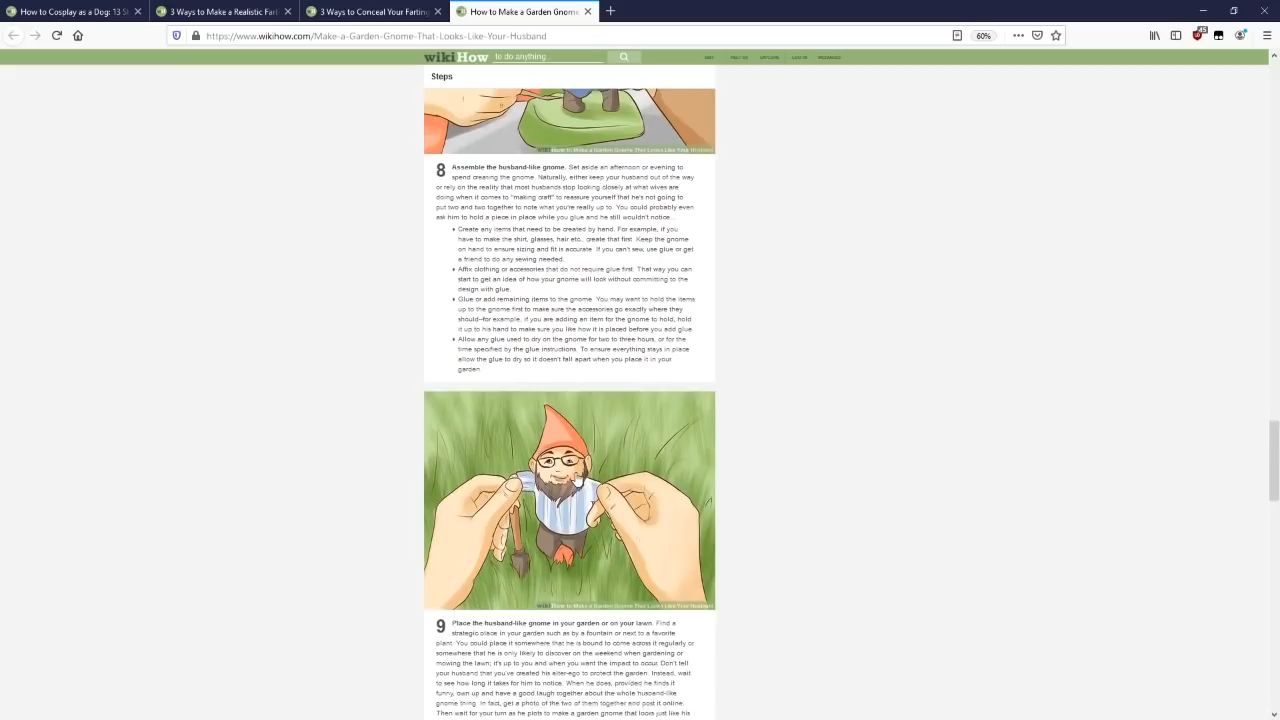 How to Cosplay as a Dog: 13 St
3 Ways to Make a Realistic Fart
3 Ways to Conceal Your Farting
How to Make a Garden Gnome
https://www.wikihow.com/Make-a-Garden-Gnome-That-Looks-Like-Your-Husband
60%
wikiHow to do anything
Steps
wikiHow to Make a Garden Gnome That Looks Like Your Husband
8 Assemble the husband-like gnome. Set aside an afternoon or evening to
spend creating the gnome. Naturally, either keep your husband out of the way
or rely on the reality that most husbands stop looking closely at what wives are
doing when it comes to "making craft" to reassure yourself that he's not going to
put two and two together to note what you're really up to. You could probably even
ask him to hold a piece in place while you glue and he still wouldn't notice...
Create any items that need to be created by hand. For example, if you
have to make the shirt, glasses, hair etc., create that first. Keep the gnome
on hand to ensure sizing and fit is accurate. If you can't sew, use glue or get
a friend to do any sewing needed.
Affix clothing or accessories that do not require glue first. That way you can
start to get an idea of how your gnome will look without committing to the
design with glue.
Glue or add remaining items to the gnome. You may want to hold the items
up to the gnome first to make sure the accessories go exactly where they
should--for example, if you are adding an item for the gnome to hold, hold
it up to his hand to make sure you like how it is placed before you add glue.
Allow any glue used to dry on the gnome for two to three hours, or for the
time specified by the glue instructions. To ensure everything stays in place
allow the glue to dry so it doesn't fall apart when you place it in your
garden.
wikiHow to Make a Garden Gnome That Looks Like Your Husband
9 Place the husband-like gnome in your garden or on your lawn. Find a
strategic place in your garden such as by a fountain or next to a favorite
plant. You could place it somewhere that he is bound to come across it regularly or
somewhere that he is only likely to discover on the weekend when gardening or
mowing the lawn; it's up to you and when you want the impact to occur. Don't tell
your husband that you've created his alter-ego to protect the garden. Instead, wait
to see how long it takes for him to notice. When he does, provided he finds it
funny, own up and have a good laugh together about the whole husband-like
gnome thing. In fact, get a photo of the two of them together and post it online.
Then wait for your turn as he plots to make a garden gnome that looks just like his